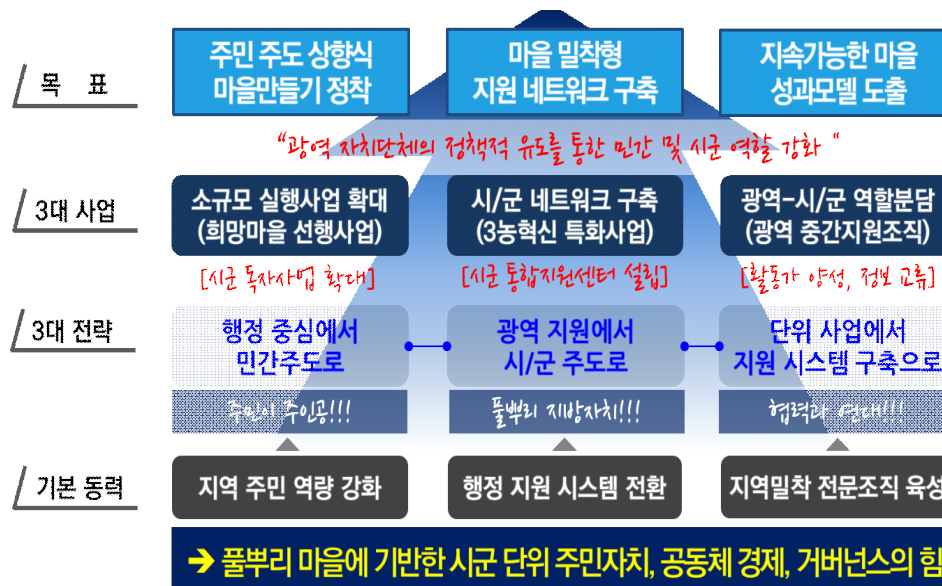 목 표
주민 주도 상향식
마을만들기 정착
마을 밀착형
지원 네트워크 구축
지속가능한 마을
성과모델 도출
“광역 자치단체의 정책적 유도를 통한 민간 및 시군 역할 강화 “
3대 사업
소규모 실행사업 확대
(희망마을 선행사업)
시/군 네트워크 구축
(3농혁신 특화사업)
광역-시/군 역할분담
(광역 중간지원조직)
[시군 독자사업 확대]
[시군 통합지원센터 설립]
[활동가 양성, 정보 교류]
3대 전략
행정 중심에서
민간주도로
광역 지원에서
시/군 주도로
단위 사업에서
지원 시스템 구축으로
주민이 주인공!!!
풀뿌리 지방자치!!!
협력과 연대!!!
기본 동력
지역 주민 역량 강화
행정 지원 시스템 전환
지역밀착 전문조직 육성
➔ 풀뿌리 마을에 기반한 시군 단위 주민자치, 공동체 경제, 거버넌스의 힘